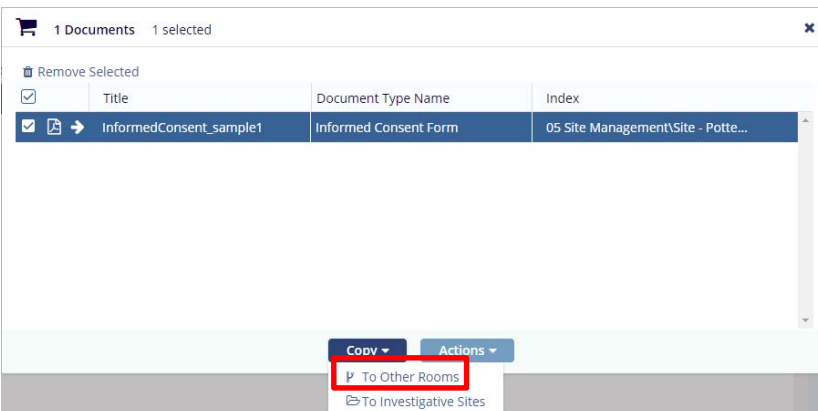 1 Documents 1 selected
Remove Selected
Title Document Type Name Index
InformedConsent_sample1 Informed Consent Form 05 Site Management\Site - Potte...
Copy Actions
To Other Rooms
To Investigative Sites